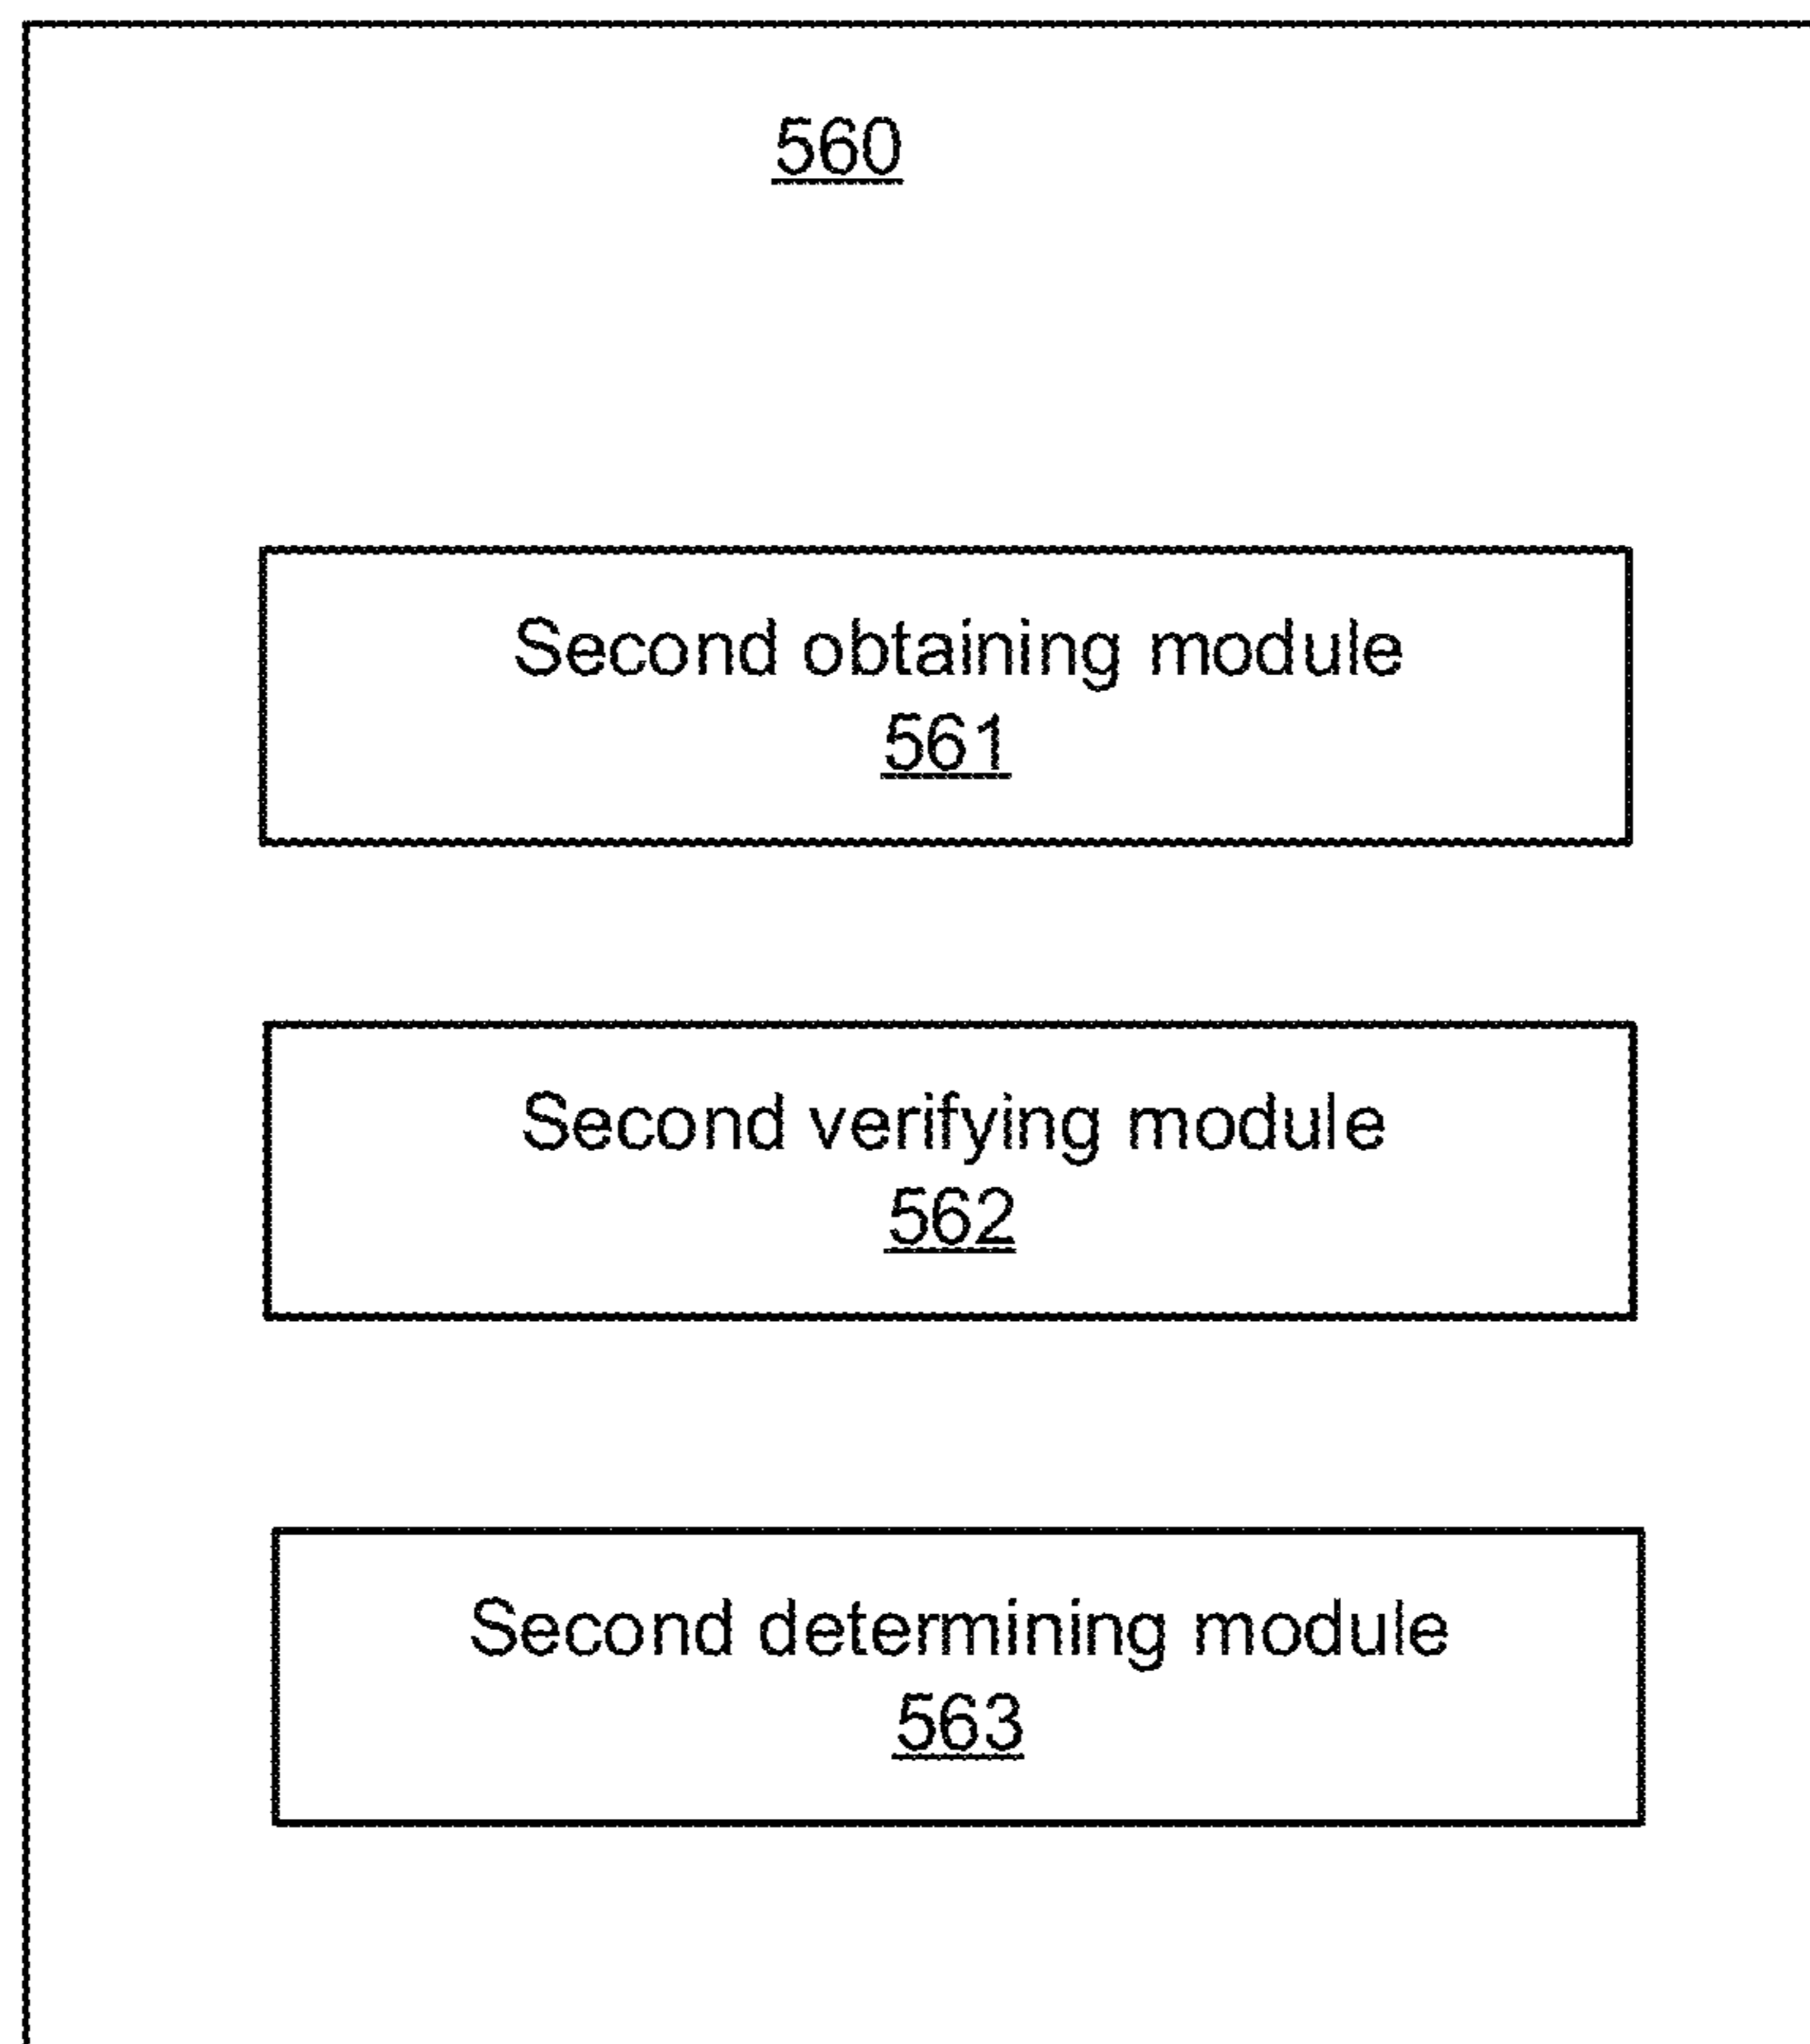 560
Second obtaining module
561
Second verifying module
562
Second determining module
563